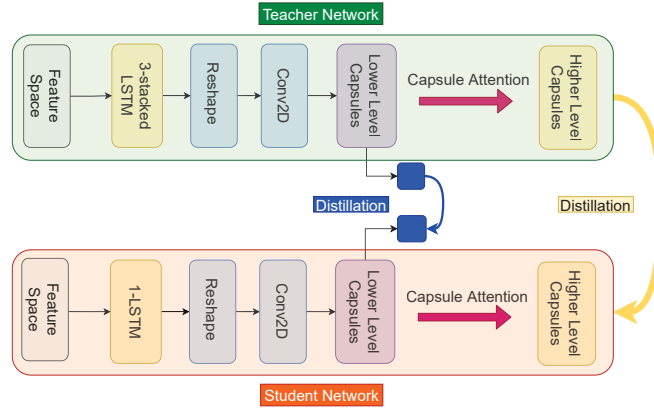 Teacher Network
Feature
Space
3-stacked
LSTM
Reshape
Conv2D
Lower Level
Capsules
Capsule Attention
Higher Level
Capsules
Distillation
Distillation
Feature
Space
1-LSTM
Reshape
Conv2D
Lower Level
Capsules
Capsule Attention
Higher Level
Capsules
Student Network